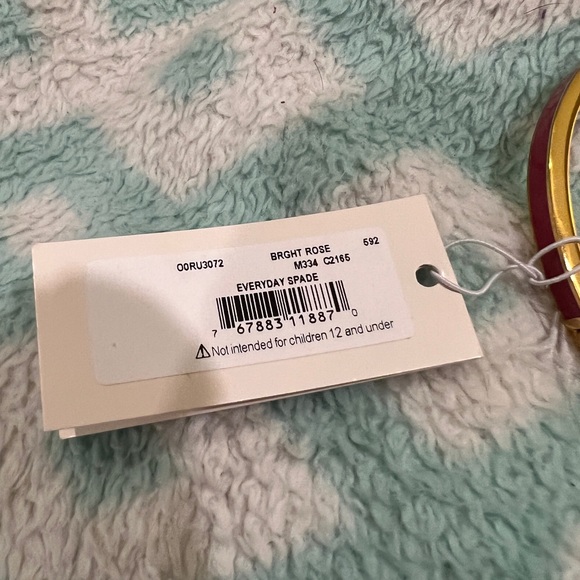 592
BRGHT ROSE
O0RU3072 M334 C2165
EVERYDAY SPADE
7 67883 11887 0
⚠Not intended for children 12 and under